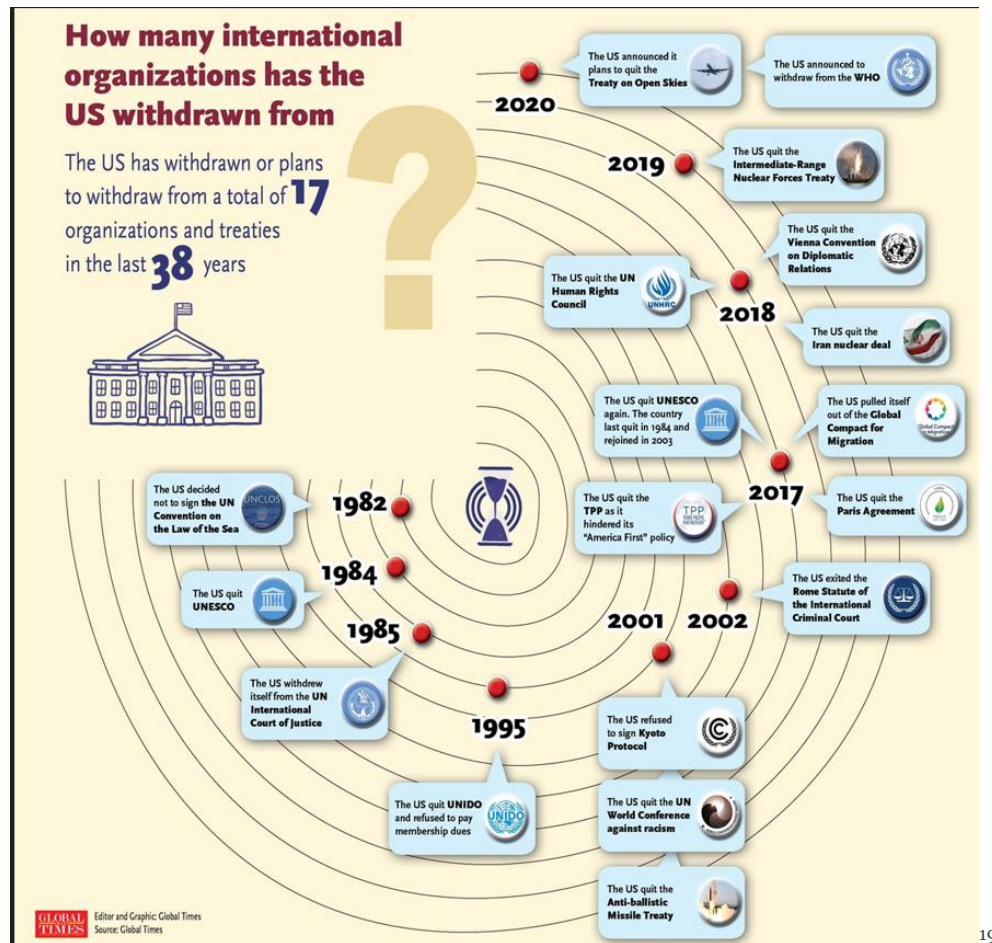 How many international
organizations has the
US withdrawn from
?
The US has withdrawn or plans
to withdraw from a total of 17
organizations and treaties
in the last 38 years
2020
The US announced it
plans to quit the
Treaty on Open Skies
The US announced to
withdraw from the WHO
2019
The US quit the
Intermediate-Range
Nuclear Forces Treaty
The US quit the
Vienna Convention
on Diplomatic
Relations
The US quit the UN
Human Rights
Council
UNHRC
2018
The US quit the
Iran nuclear deal
The US quit UNESCO
again. The country
last quit in 1984 and
rejoined in 2003
The US pulled itself
out of the Global
Compact for
Migration
Global Compact
2017
The US quit the
TPP as it
hindered its
"America First" policy
TPP
The US quit the
Paris Agreement
The US decided
not to sign the UN
Convention on
the Law of the Sea
UNCLOS
1982
1984
The US quit
UNESCO
1985
The US withdrew
itself from the UN
International
Court of Justice
1995
The US quit UNIDO
and refused to pay
membership dues
UNIDO
2001
The US refused
to sign Kyoto
Protocol
The US quit the UN
World Conference
against racism
The US quit the
Anti-ballistic
Missile Treaty
2002
The US exited the
Rome Statute of
the International
Criminal Court
GLOBAL
TIMES
Editor and Graphic: Global Times
Source: Global Times
19